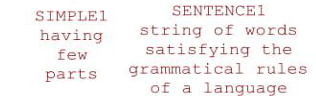 SIMPLE1
having
few
parts
SENTENCE1
string of words
satisfying the
grammatical rules
of a language